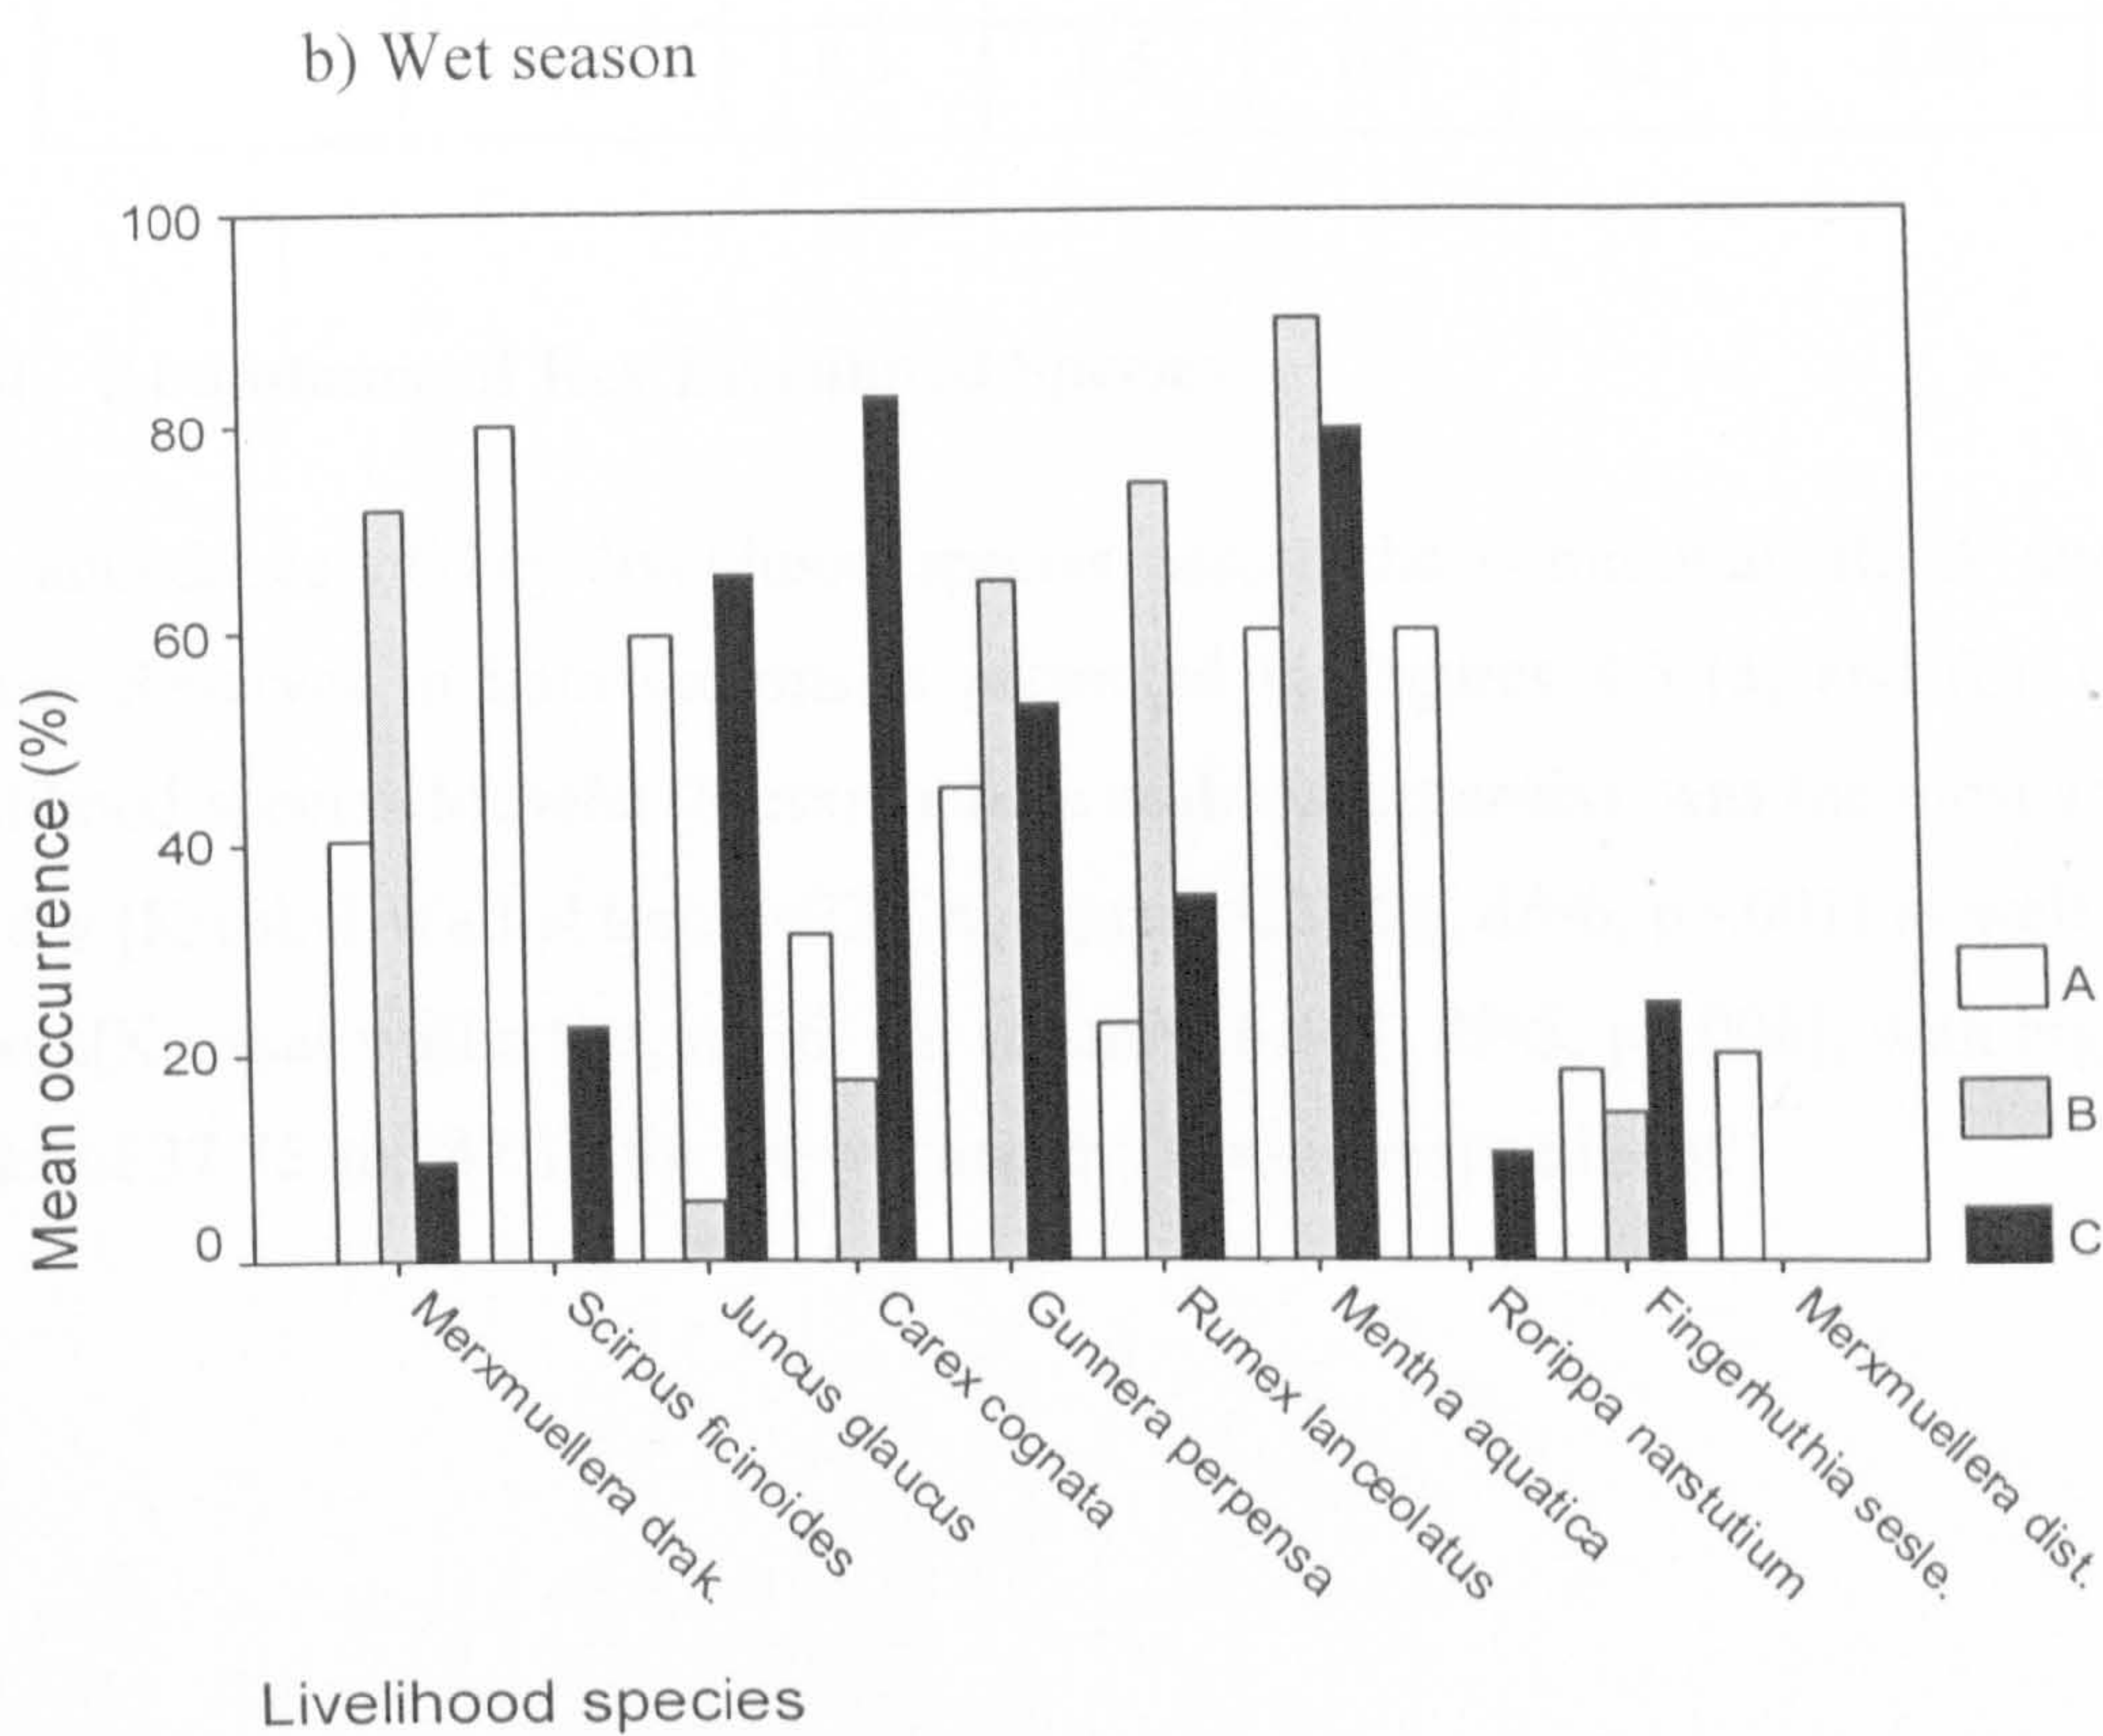 b) Wet season
100
80
60
40
20
0
Mean occurrence (%)
Merxmuellera drak.
Scirpus ficinoides
Juncus glaucus
Carex cognata
Gunnera perpensa
Rumex lanceolatus
Mentha aquatica
Rorippa narstutium
Fingerhuthia sesle.
Merxmuellera dist.
A
B
C
Livelihood species